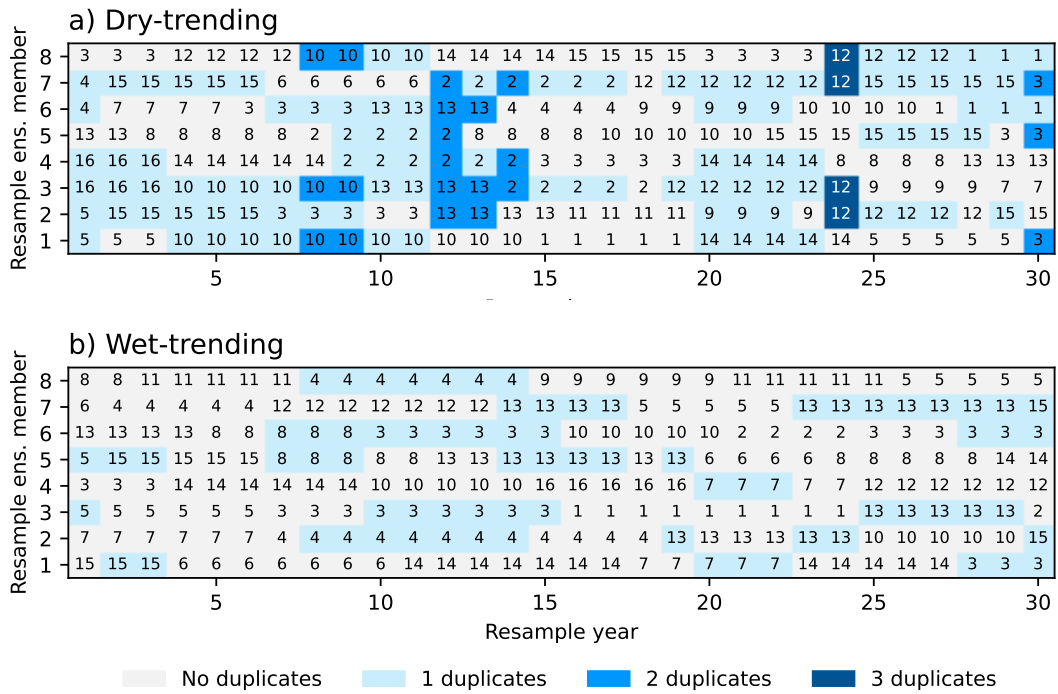 a) Dry-trending
Resample ens. member
8 3 3 3 12 12 12 12 10 10 10 10 14 14 14 14 15 15 15 15 3 3 3 3 12 12 12 12 1 1 1
7 4 15 15 15 15 15 6 6 6 6 6 2 2 2 2 2 2 12 12 12 12 12 12 12 15 15 15 15 15 3
6 4 7 7 7 7 3 3 3 3 13 13 13 13 4 4 4 4 9 9 9 9 9 10 10 10 10 1 1 1 1
5 13 13 8 8 8 8 8 2 2 2 2 2 8 8 8 8 10 10 10 10 10 15 15 15 15 15 15 15 3 3
4 16 16 16 14 14 14 14 14 2 2 2 2 2 2 3 3 3 3 3 14 14 14 14 8 8 8 8 13 13 13
3 16 16 16 10 10 10 10 10 10 13 13 13 13 2 2 2 2 2 12 12 12 12 12 12 9 9 9 9 7 7
2 5 15 15 15 15 15 3 3 3 3 3 13 13 13 13 11 11 11 11 9 9 9 9 12 12 12 12 12 15 15
1 5 5 5 10 10 10 10 10 10 10 10 10 10 10 1 1 1 1 1 14 14 14 14 14 5 5 5 5 5 3
5 10 15 20 25 30
b) Wet-trending
Resample ens. member
8 8 8 11 11 11 11 11 4 4 4 4 4 4 4 9 9 9 9 9 9 11 11 11 11 11 5 5 5 5 5
7 6 4 4 4 4 4 12 12 12 12 12 12 12 13 13 13 13 5 5 5 5 5 13 13 13 13 13 13 13 15
6 13 13 13 13 8 8 8 8 8 3 3 3 3 3 3 10 10 10 10 10 2 2 2 2 3 3 3 3 3 3
5 5 15 15 15 15 15 8 8 8 8 8 13 13 13 13 13 13 13 13 6 6 6 6 8 8 8 8 8 14 14
4 3 3 3 14 14 14 14 14 14 10 10 10 10 10 16 16 16 16 16 7 7 7 7 7 12 12 12 12 12 12
3 5 5 5 5 5 5 3 3 3 3 3 3 3 3 3 1 1 1 1 1 1 1 1 1 13 13 13 13 13 2
2 7 7 7 7 7 7 4 4 4 4 4 4 4 4 4 4 4 4 13 13 13 13 13 13 10 10 10 10 10 15
1 15 15 15 6 6 6 6 6 6 6 14 14 14 14 14 14 14 7 7 7 7 7 14 14 14 14 14 3 3 3
5 10 15 20 25 30
Resample year
No duplicates 1 duplicates 2 duplicates 3 duplicates